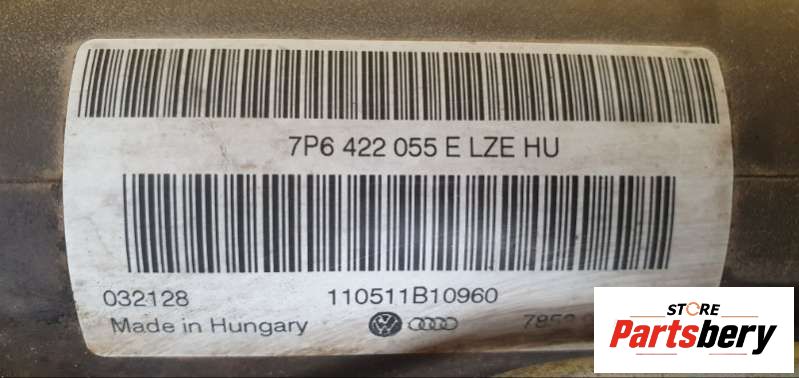 7P6 422 055 E LZE HU
032128 110511B10960
Made in Hungary
STORE
Partsbery